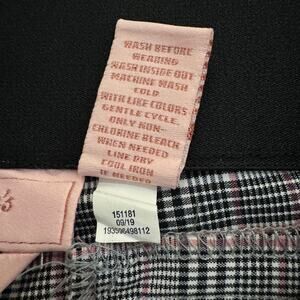 WASH BEFORE
WEARING
WASH INSIDE OUT
MACHINE WASH
COLD
WITH LIKE COLORS
GENTLE CYCLE.
ONLY NON-
CHLORINE BLEACH
WHEN NEEDED
LINE DRY
COOL IRON
IF NEEDED
151181
09/19
193506498112
's